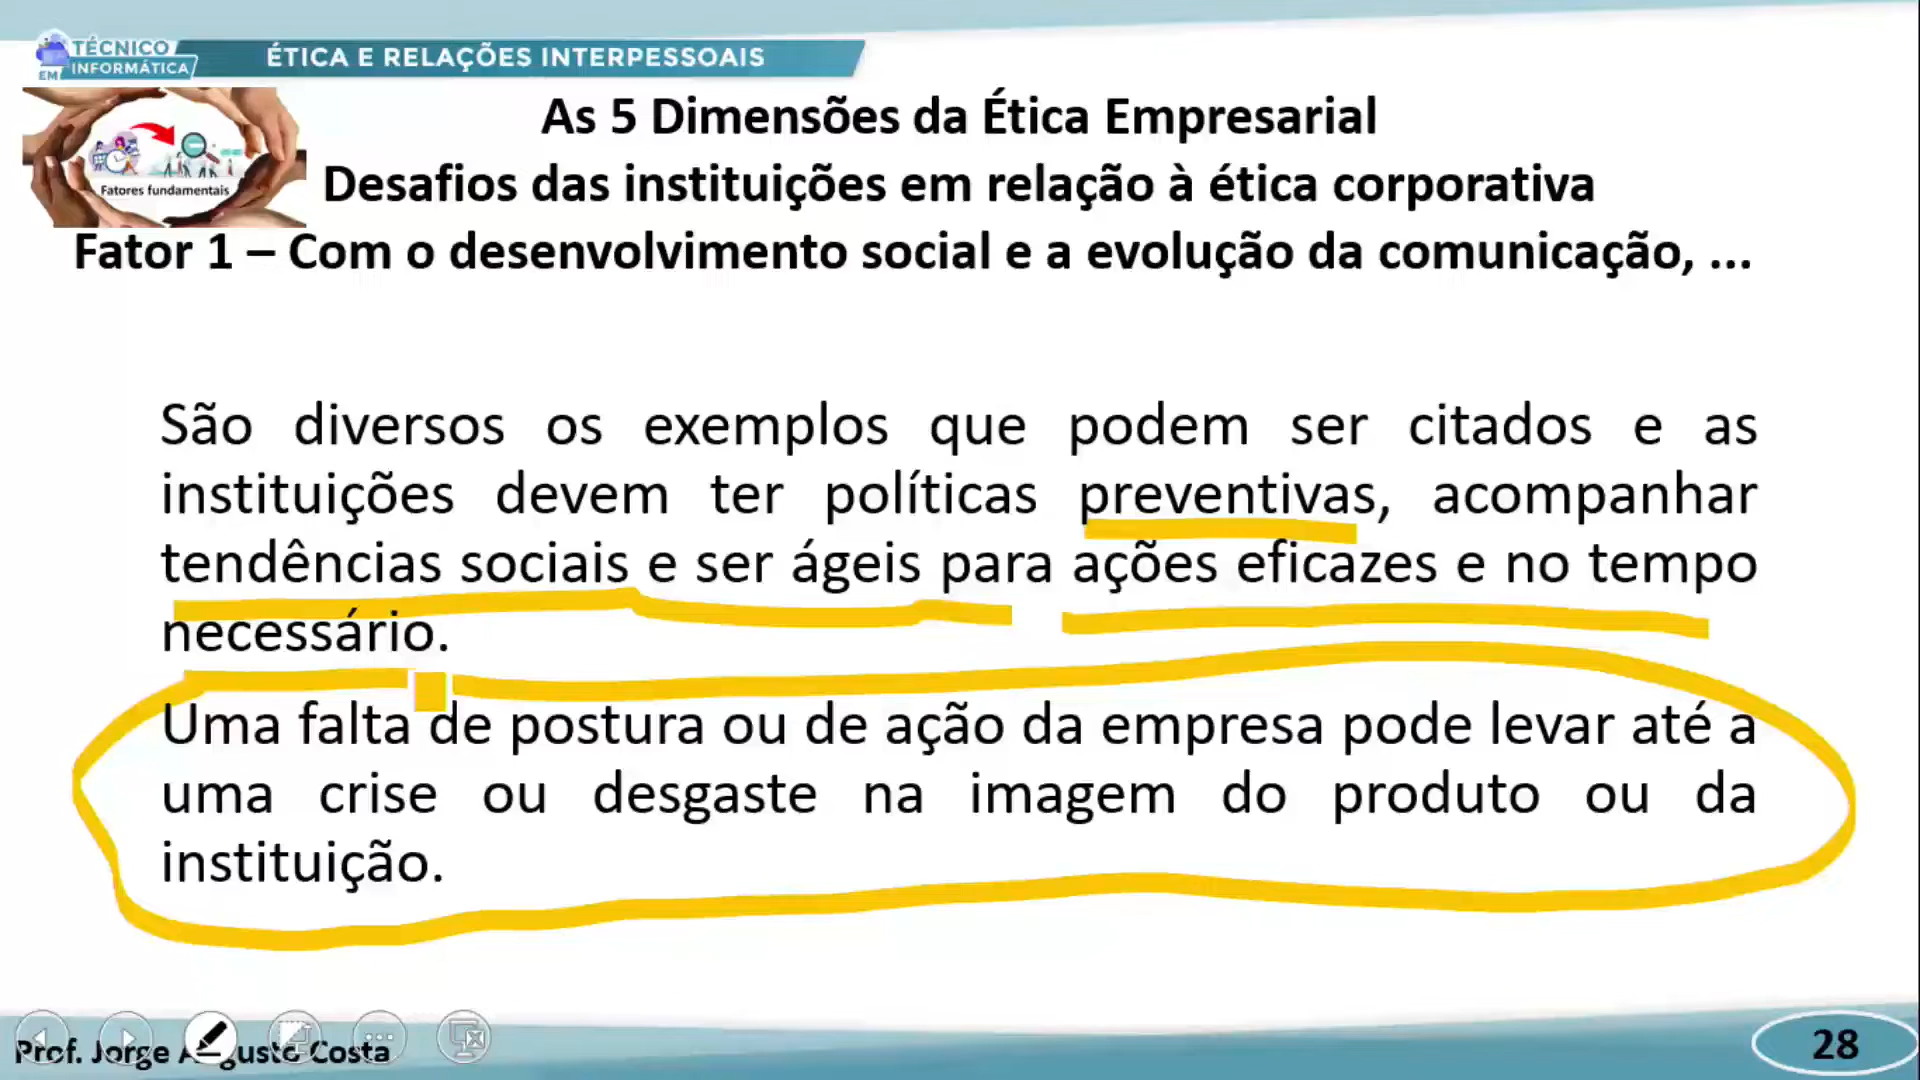 TÉCNICO
EM INFORMÁTICA
ÉTICA E RELAÇÕES INTERPESSOAIS
Fatores fundamentais
As 5 Dimensões da Ética Empresarial
Desafios das instituições em relação à ética corporativa
Fator 1 – Com o desenvolvimento social e a evolução da comunicação, ...
São diversos os exemplos que podem ser citados e as
instituições devem ter políticas preventivas, acompanhar
tendências sociais e ser ágeis para ações eficazes e no tempo
necessário.
Uma falta de postura ou de ação da empresa pode levar até a
uma crise ou desgaste na imagem do produto ou da
instituição.
Prof. Jorge Augusto Costa
28